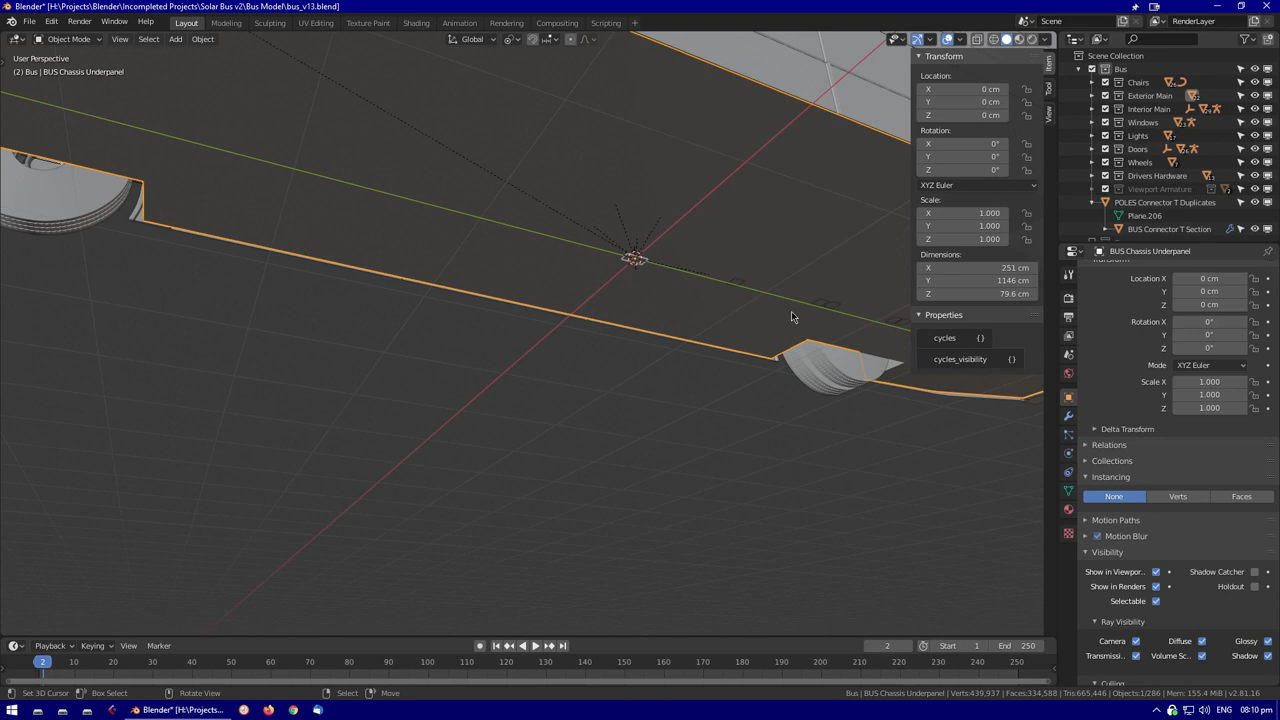 Blender* [H:\Projects\Blender\Incompleted Projects\Solar Bus v2\Bus Model\bus_v13.blend]
File Edit Render Window Help
Layout Modeling Sculpting UV Editing Texture Paint Shading Animation Rendering Compositing Scripting +
Scene
RenderLayer
Object Mode View Select Add Object
Global
User Perspective
(2) Bus | BUS Chassis Underpanel
Transform
Location:
X 0 cm
Y 0 cm
Z 0 cm
Rotation:
X 0°
Y 0°
Z 0°
XYZ Euler
Scale:
X 1.000
Y 1.000
Z 1.000
Dimensions:
X 251 cm
Y 1146 cm
Z 79.6 cm
Properties
cycles {}
cycles_visibility {}
Item
Tool
View
Scene Collection
Bus
Chairs
Exterior Main
Interior Main
Windows
Lights
Doors
Wheels
Drivers Hardware
Viewport Armature
POLES Connector T Duplicates
Plane.206
BUS Connector T Section
BUS Chassis Underpanel
Location X 0 cm
Y 0 cm
Z 0 cm
Rotation X 0°
Y 0°
Z 0°
Mode XYZ Euler
Scale X 1.000
Y 1.000
Z 1.000
Delta Transform
Relations
Collections
Instancing
None Verts Faces
Motion Paths
Motion Blur
Visibility
Show in Viewpor.. Shadow Catcher
Show in Renders Holdout
Selectable
Ray Visibility
Camera Diffuse Glossy
Transmissi.. Volume Sc.. Shadow
Playback Keying View Marker
2 Start 1 End 250
2 10 20 30 40 50 60 70 80 90 100 110 120 130 140 150 160 170 180 190 200 210 220 230 240 250
Set 3D Cursor Box Select Rotate View Select Move
Bus | BUS Chassis Underpanel | Verts:439,937 | Faces:334,588 | Tris:665,446 | Objects:1/286 | Mem: 155.4 MiB | v2.81.16
Blender* [H:\Projects...
ENG 08:10 pm